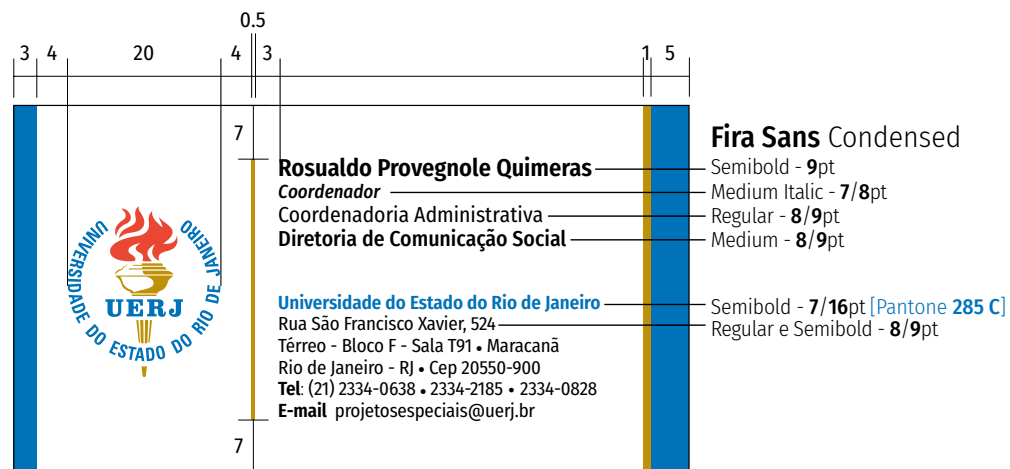 0.5
3 4 20 4 3 1 5
7
Fira Sans Condensed
Rosualdo Provegnole Quimeras
Semibold - 9pt
Coordenador
Medium Italic - 7/8pt
Coordenadoria Administrativa
Regular - 8/9pt
Diretoria de Comunicação Social
Medium - 8/9pt
UNIVERSIDADE DO ESTADO DO RIO DE JANEIRO
UERJ
Universidade do Estado do Rio de Janeiro
Semibold - 7/16pt [Pantone 285 C]
Rua São Francisco Xavier, 524
Regular e Semibold - 8/9pt
Térreo - Bloco F - Sala T91 • Maracanã
Rio de Janeiro - RJ • Cep 20550-900
Tel: (21) 2334-0638 • 2334-2185 • 2334-0828
E-mail projetosespeciais@uerj.br
7